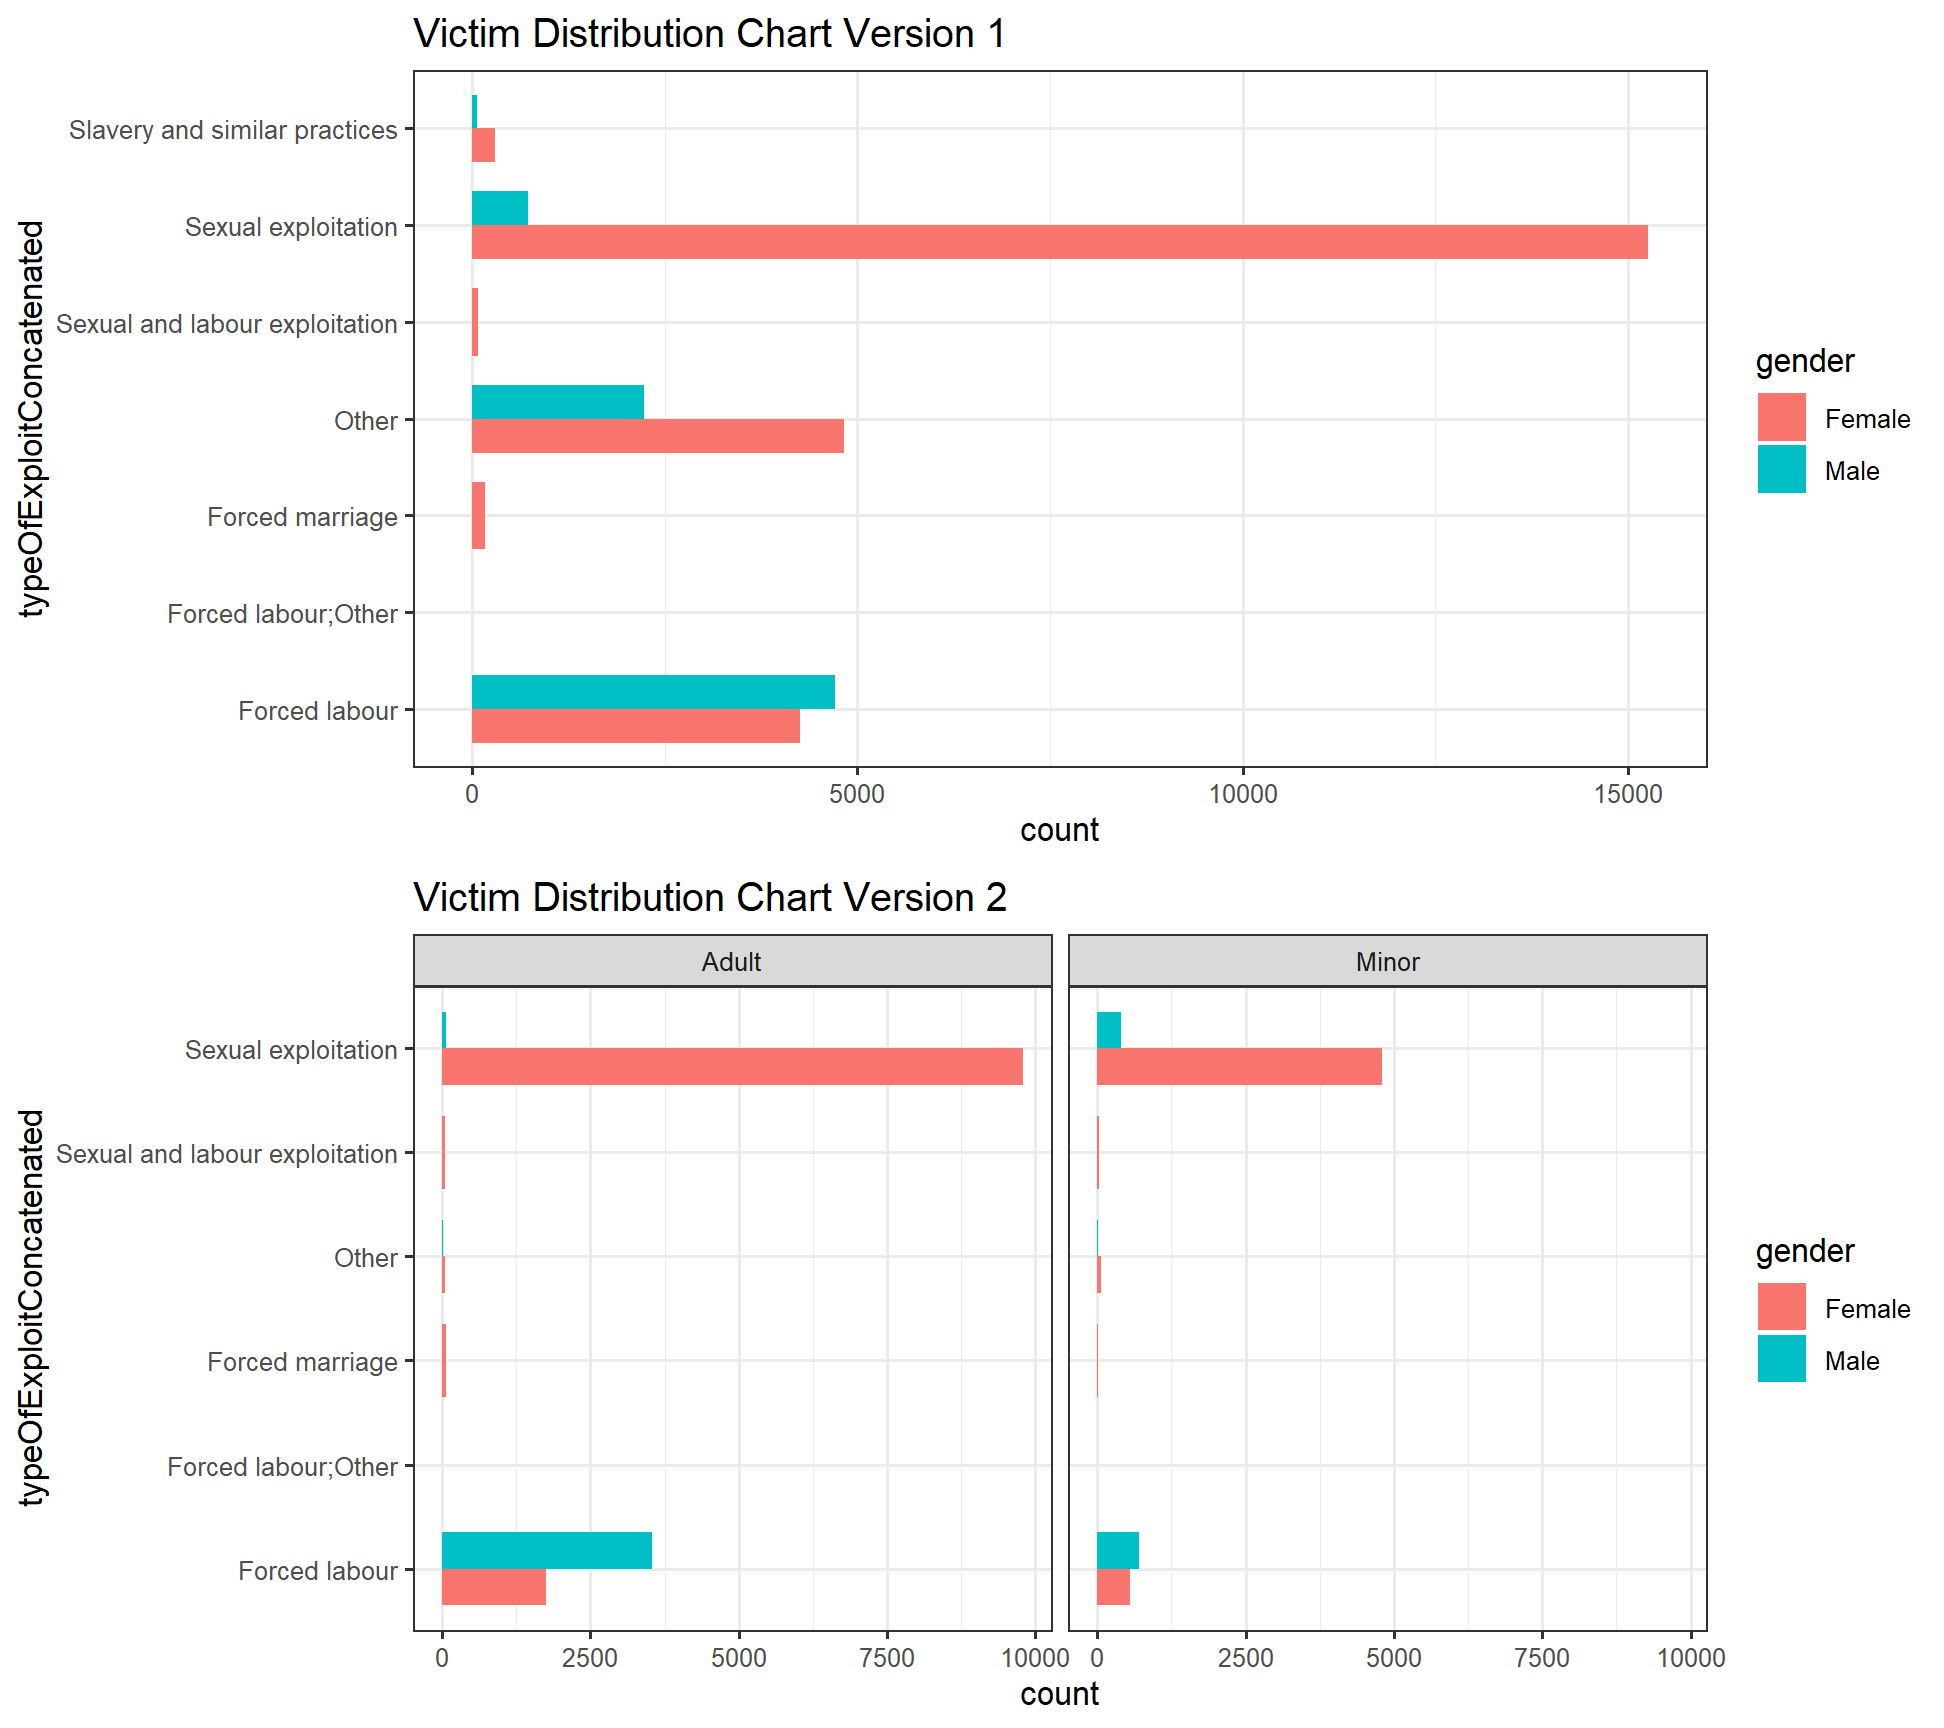 Victim Distribution Chart Version 1
typeOfExploitConcatenated
Slavery and similar practices
Sexual exploitation
Sexual and labour exploitation
Other
Forced marriage
Forced labour;Other
Forced labour
0 5000 10000 15000
count
gender
Female
Male
Victim Distribution Chart Version 2
Adult Minor
typeOfExploitConcatenated
Sexual exploitation
Sexual and labour exploitation
Other
Forced marriage
Forced labour;Other
Forced labour
0 2500 5000 7500 10000 0 2500 5000 7500 10000
count
gender
Female
Male